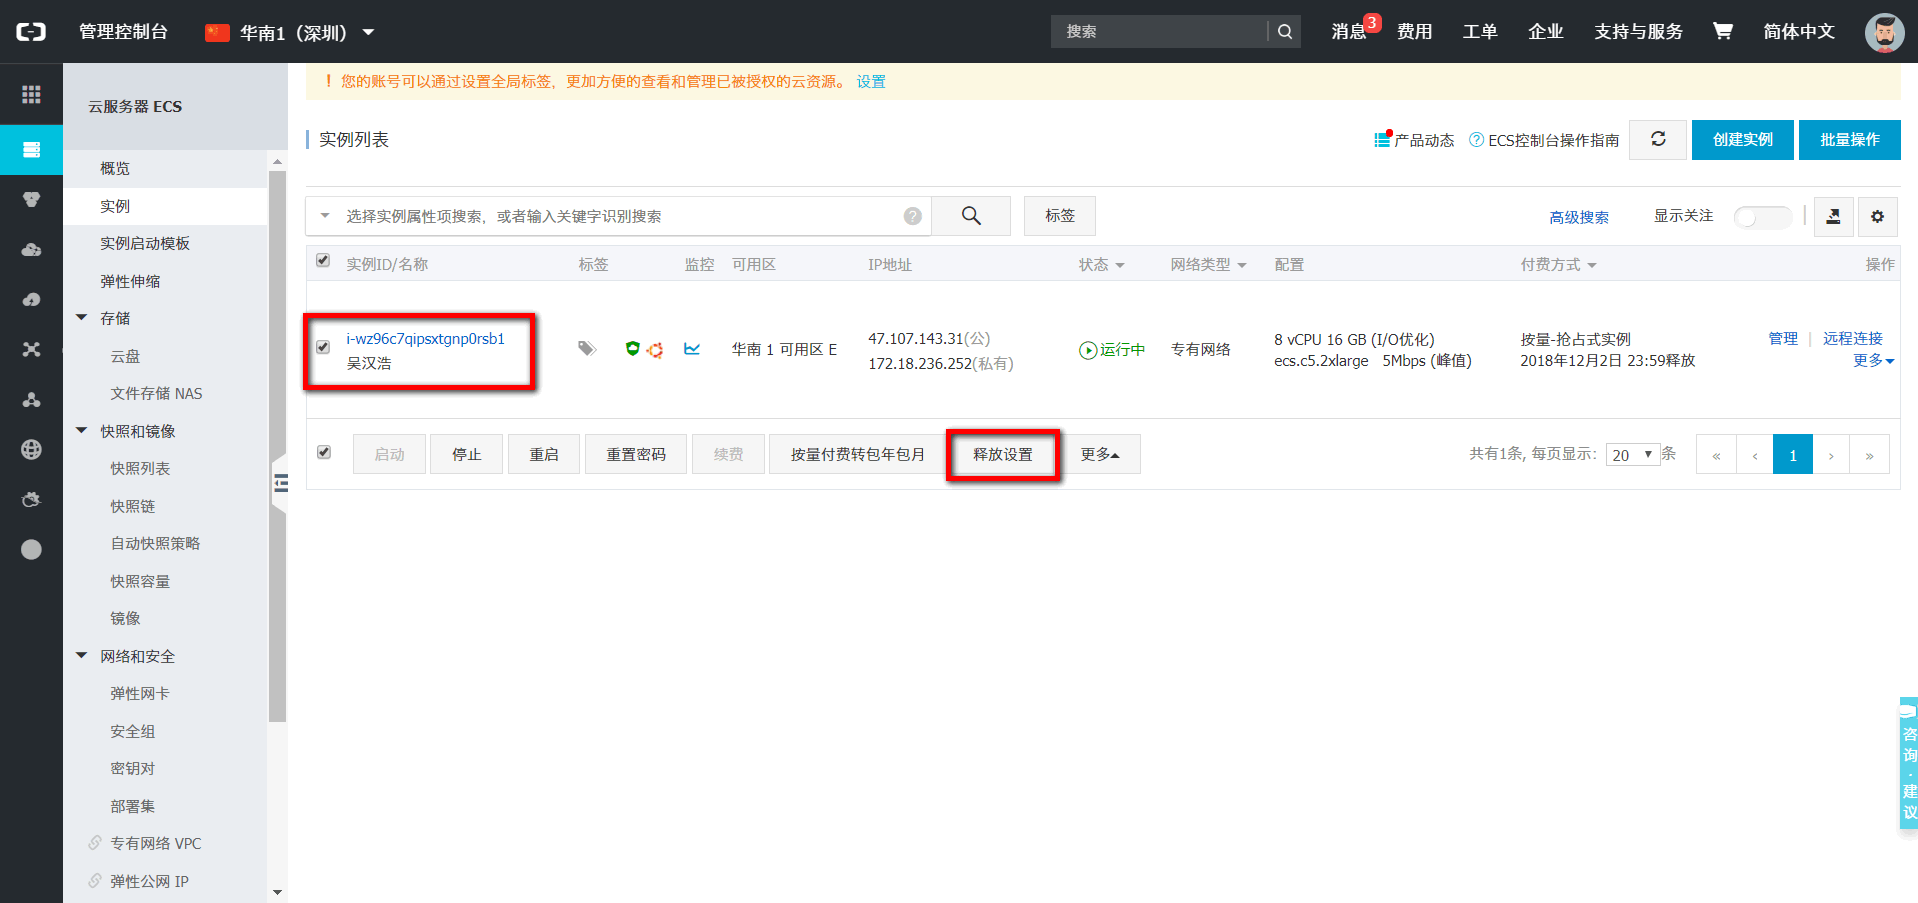 管理控制台
华南1（深圳）
搜索
消息
3
费用
工单
企业
支持与服务
简体中文
! 您的账号可以通过设置全局标签，更加方便的查看和管理已被授权的云资源。 设置
云服务器 ECS
概览
实例
实例启动模板
弹性伸缩
存储
云盘
文件存储 NAS
快照和镜像
快照列表
快照链
自动快照策略
快照容量
镜像
网络和安全
弹性网卡
安全组
密钥对
部署集
专有网络 VPC
弹性公网 IP
实例列表
产品动态
? ECS控制台操作指南
创建实例
批量操作
选择实例属性项搜索，或者输入关键字识别搜索
?
标签
高级搜索
显示关注
实例ID/名称 标签 监控 可用区 IP地址 状态 网络类型 配置 付费方式 操作
i-wz96c7qipsxtgnp0rsb1
吴汉浩
华南 1 可用区 E
47.107.143.31(公)
172.18.236.252(私有)
运行中
专有网络
8 vCPU 16 GB (I/O优化)
ecs.c5.2xlarge 5Mbps (峰值)
按量-抢占式实例
2018年12月2日 23:59释放
管理 | 远程连接
更多
启动
停止
重启
重置密码
续费
按量付费转包年包月
释放设置
更多
共有1条, 每页显示: 20 条
« ‹ 1 › »
咨询·建议